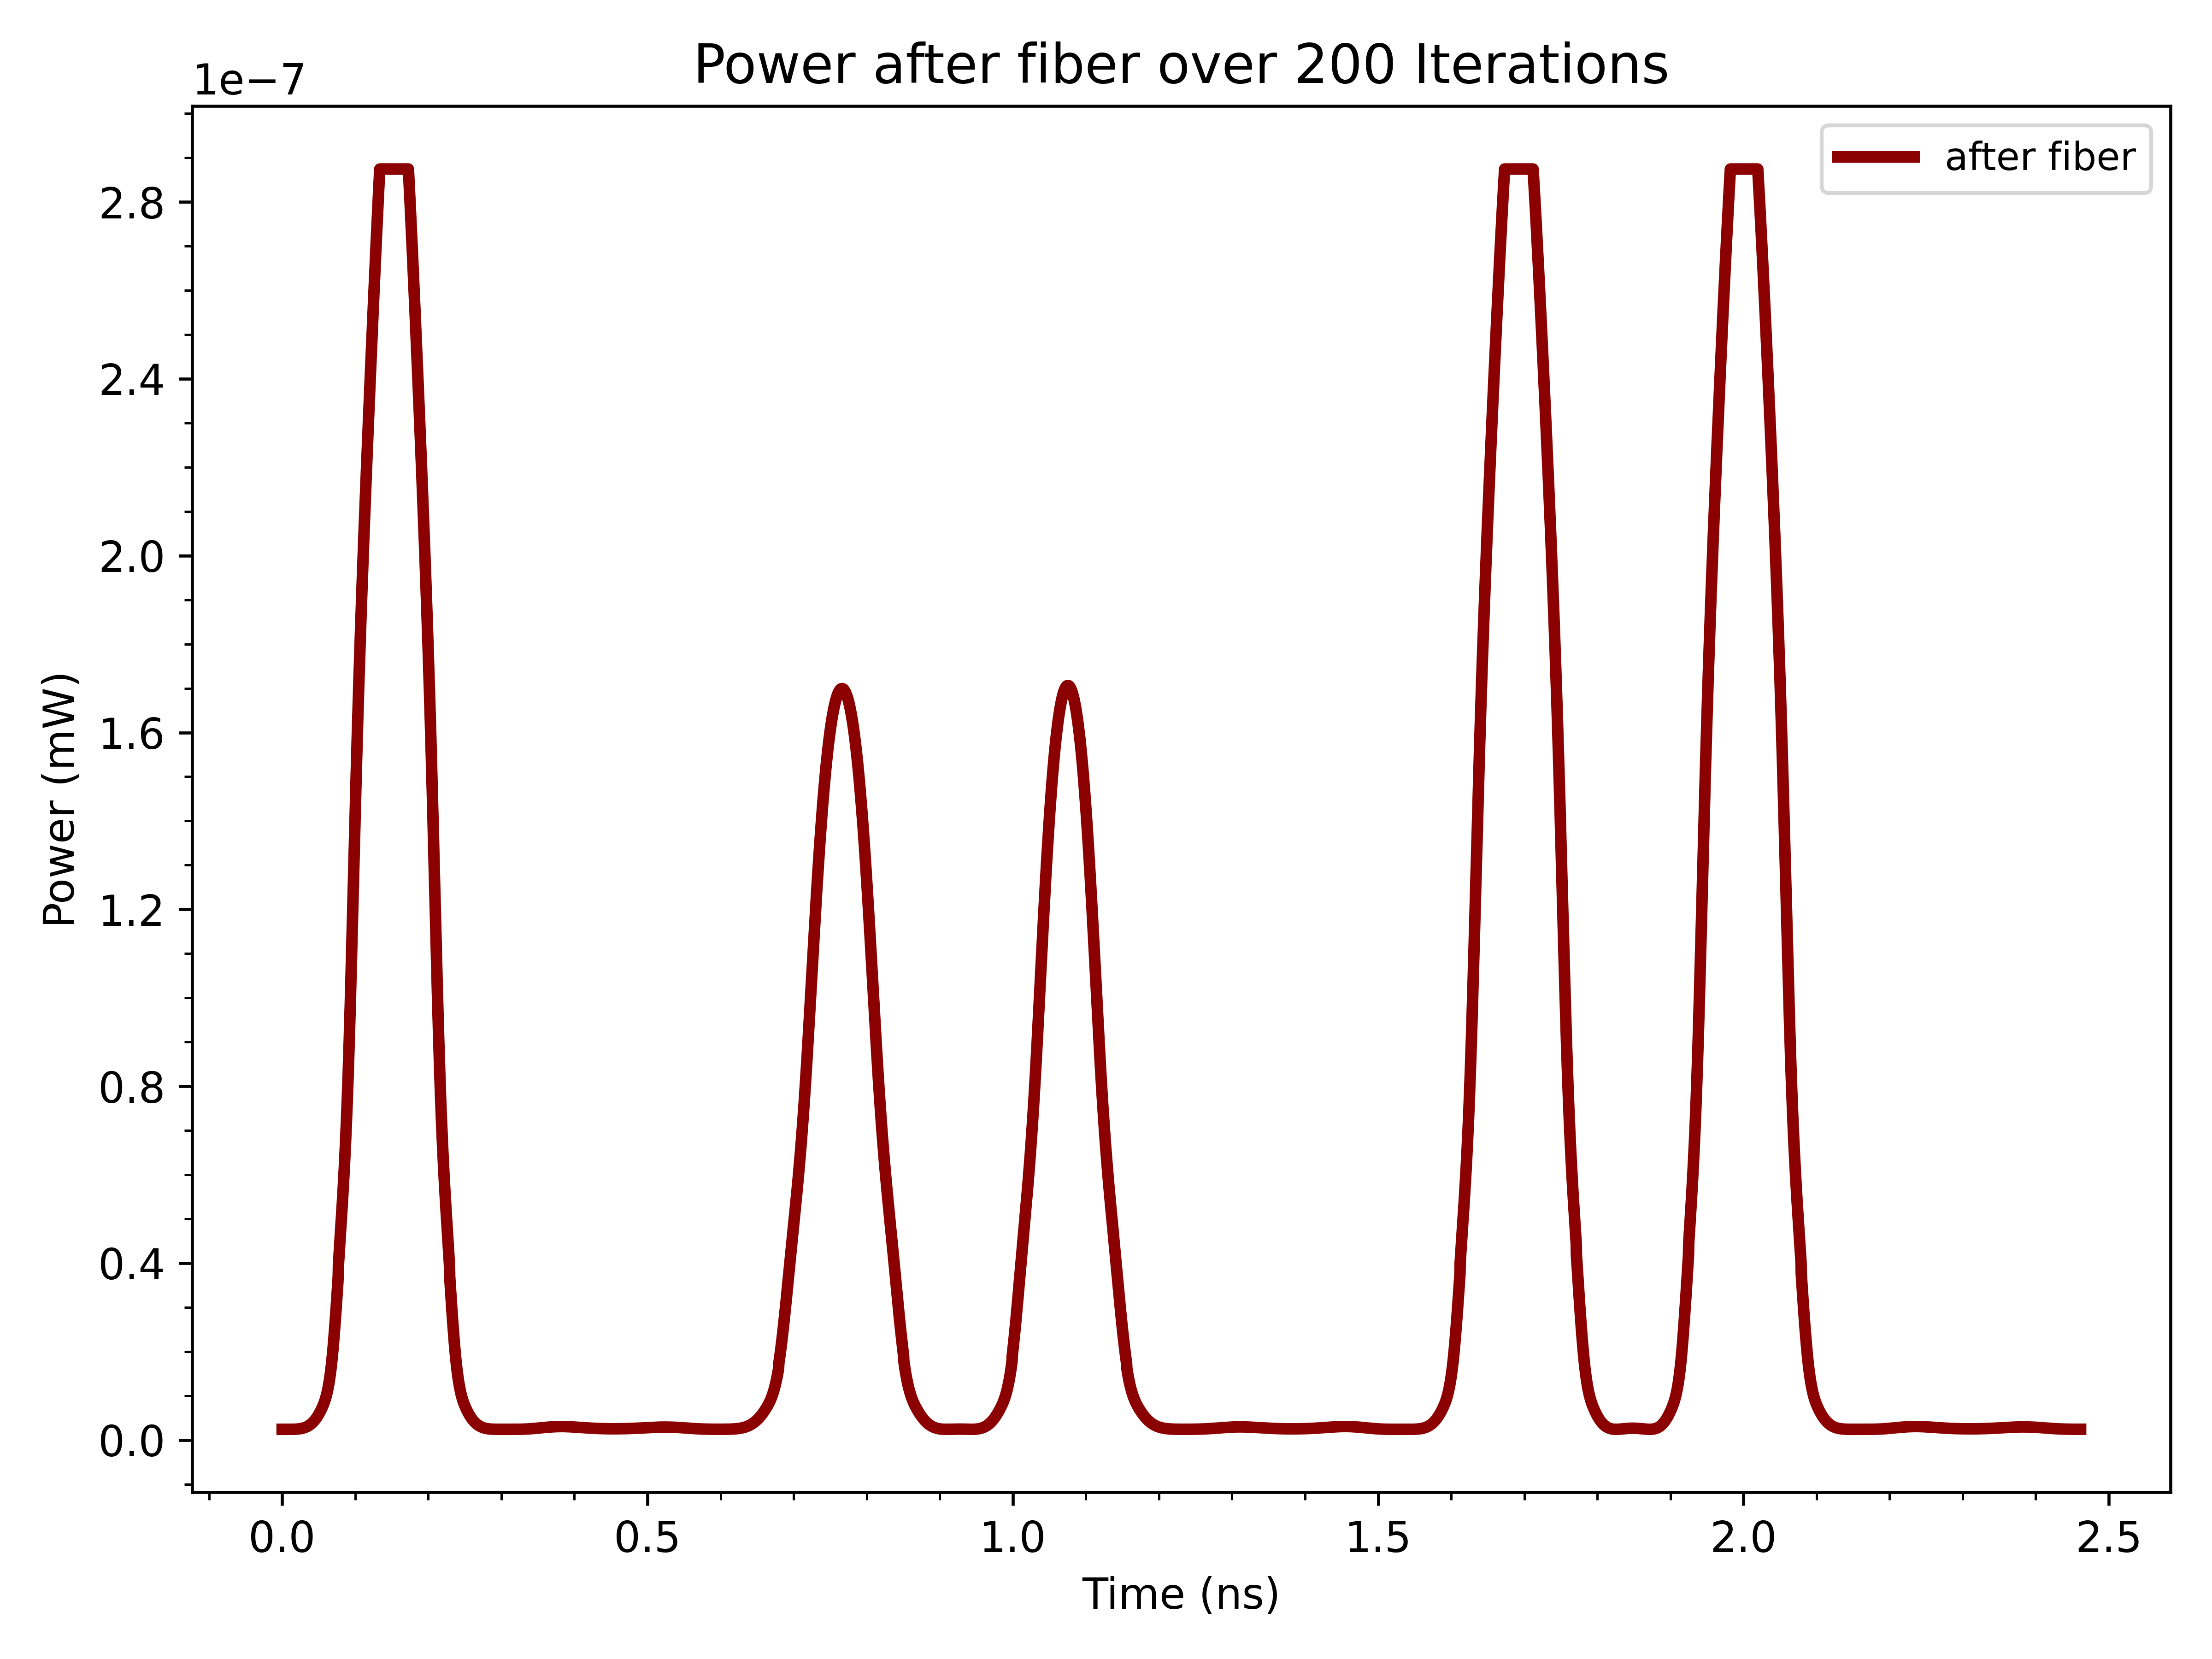 Power after fiber over 200 Iterations
1e−7
after fiber
2.8
2.4
2.0
1.6
1.2
0.8
0.4
0.0
Power (mW)
0.0 0.5 1.0 1.5 2.0 2.5
Time (ns)